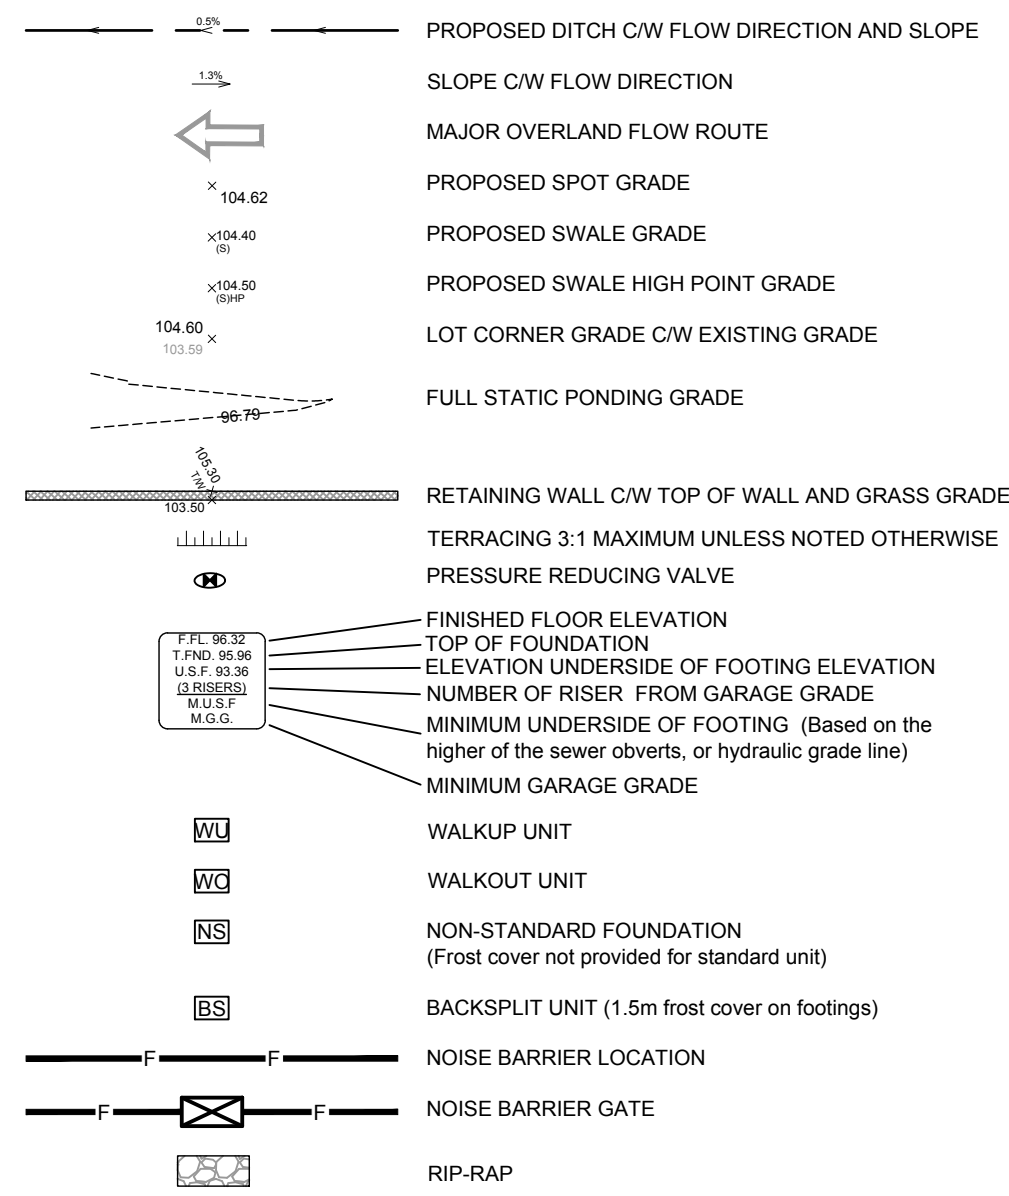 0.5%
PROPOSED DITCH C/W FLOW DIRECTION AND SLOPE
1.3%
SLOPE C/W FLOW DIRECTION
MAJOR OVERLAND FLOW ROUTE
104.62
PROPOSED SPOT GRADE
104.40
(S)
PROPOSED SWALE GRADE
104.50
(S)HP
PROPOSED SWALE HIGH POINT GRADE
104.60
103.59
LOT CORNER GRADE C/W EXISTING GRADE
96.79
FULL STATIC PONDING GRADE
105.30
T/W
103.50
RETAINING WALL C/W TOP OF WALL AND GRASS GRADE
TERRACING 3:1 MAXIMUM UNLESS NOTED OTHERWISE
PRESSURE REDUCING VALVE
F.FL. 96.32
T.FND. 95.96
U.S.F. 93.36
(3 RISERS)
M.U.S.F
M.G.G.
FINISHED FLOOR ELEVATION
TOP OF FOUNDATION
ELEVATION UNDERSIDE OF FOOTING ELEVATION
NUMBER OF RISER FROM GARAGE GRADE
MINIMUM UNDERSIDE OF FOOTING (Based on the
higher of the sewer obverts, or hydraulic grade line)
MINIMUM GARAGE GRADE
WU
WALKUP UNIT
WO
WALKOUT UNIT
NS
NON-STANDARD FOUNDATION
(Frost cover not provided for standard unit)
BS
BACKSPLIT UNIT (1.5m frost cover on footings)
F F
NOISE BARRIER LOCATION
F F
NOISE BARRIER GATE
RIP-RAP